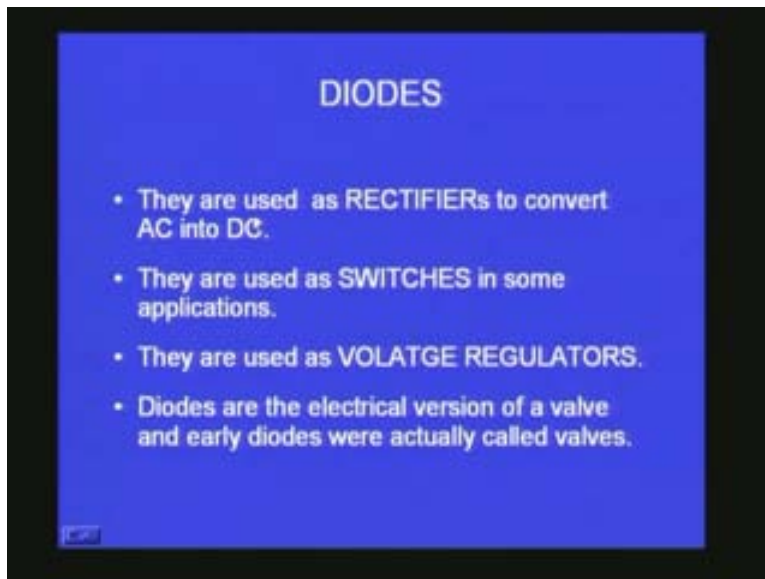 DIODES
• They are used as RECTIFIERs to convert
AC into DC.
• They are used as SWITCHES in some
applications.
• They are used as VOLATGE REGULATORS.
• Diodes are the electrical version of a valve
and early diodes were actually called valves.